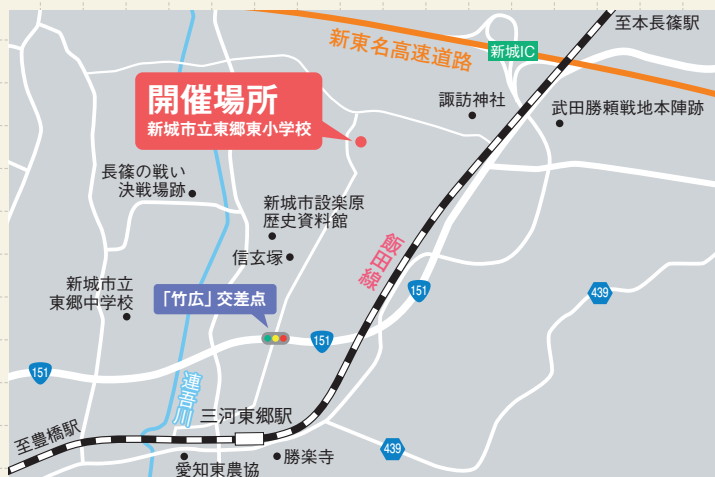 至本長篠駅
新東名高速道路
新城IC
開催場所
新城市立東郷東小学校
諏訪神社
武田勝頼戦地本陣跡
長篠の戦い
決戦場跡
新城市設楽原
歴史資料館
信玄塚
飯田線
新城市立
東郷中学校
「竹広」交差点
151
439
151
151
連吾川
三河東郷駅
至豊橋駅
439
勝楽寺
愛知東農協